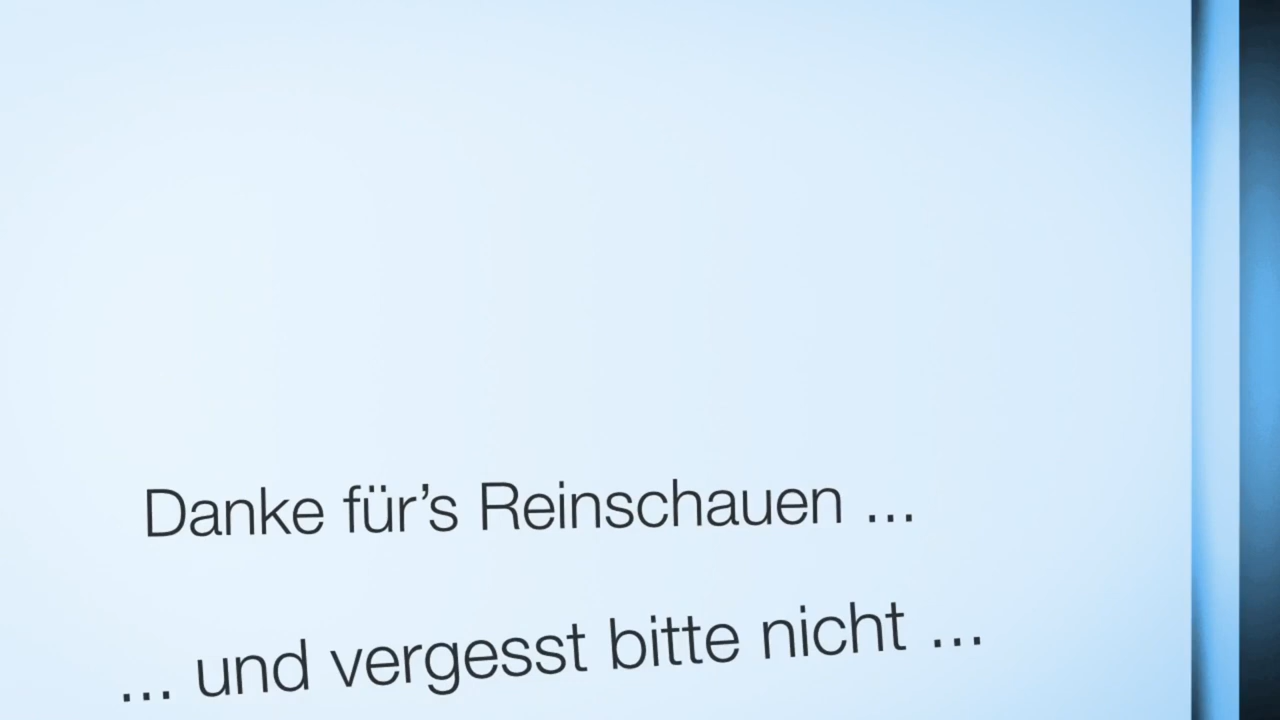 Danke für’s Reinschauen ...
... und vergesst bitte nicht ...